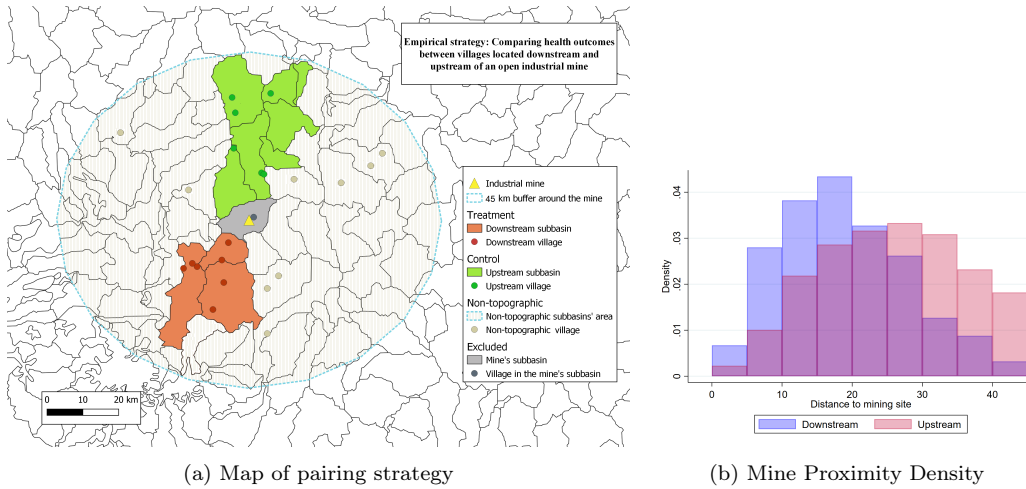 Empirical strategy: Comparing health outcomes
between villages located downstream and
upstream of an open industrial mine
Industrial mine
45 km buffer around the mine
Treatment
Downstream subbasin
Downstream village
Control
Upstream subbasin
Upstream village
Non-topographic
Non-topographic subbasins' area
Non-topographic village
Excluded
Mine's subbasin
Village in the mine's subbasin
0 10 20 km
(a) Map of pairing strategy
Density
.04
.03
.02
.01
0
0 10 20 30 40
Distance to mining site
Downstream Upstream
(b) Mine Proximity Density